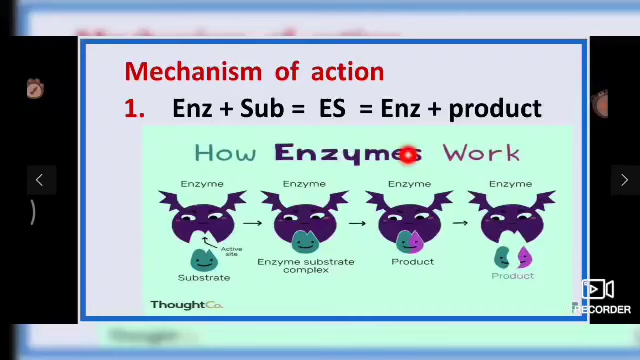 Mechanism of action
1. Enz + Sub = ES = Enz + product
How Enzymes Work
Enzyme Enzyme Enzyme Enzyme
Active site
Substrate
Enzyme substrate complex
Product
Product
ThoughtCo.
RECORDER